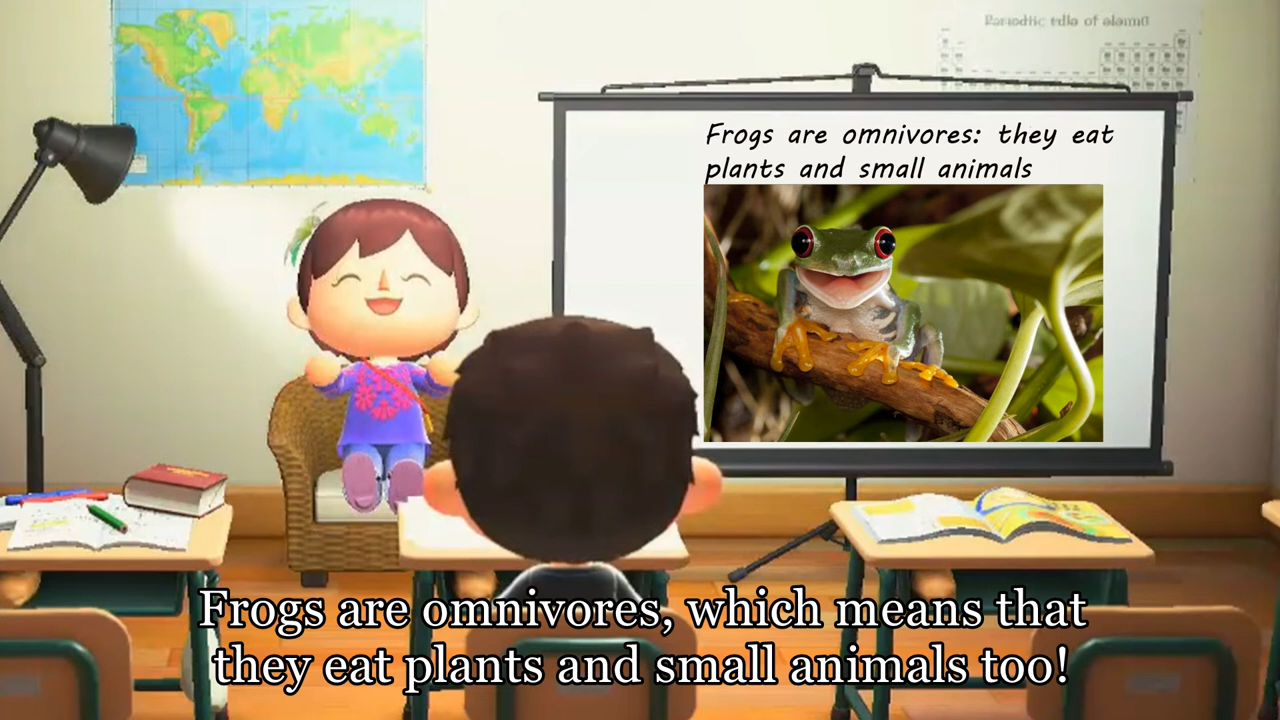 Frogs are omnivores: they eat
plants and small animals
Frogs are omnivores, which means that
they eat plants and small animals too!